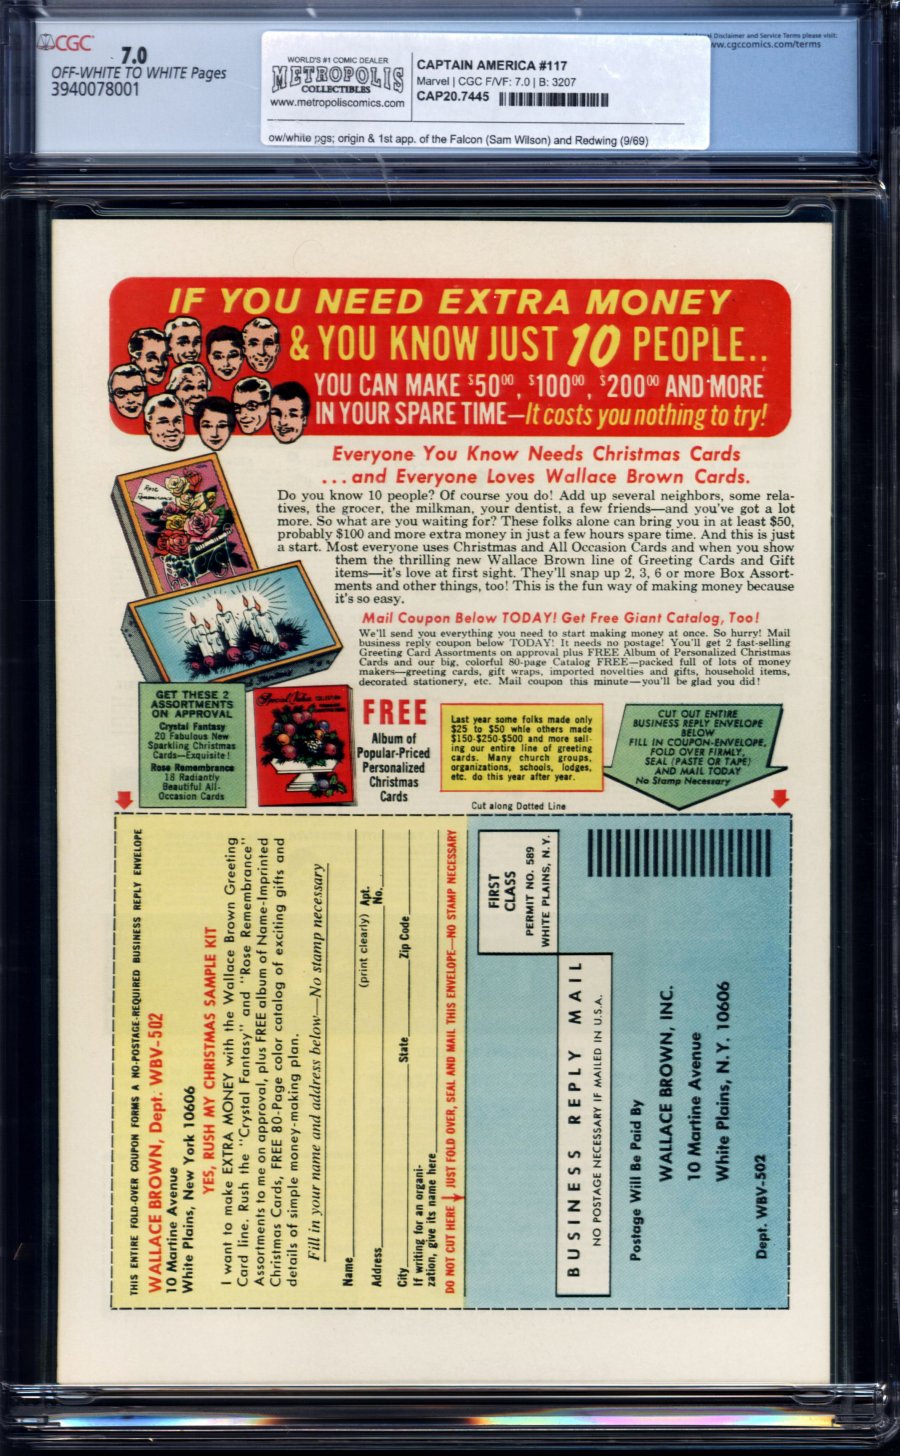 CGC
7.0
OFF-WHITE TO WHITE Pages
3940078001
WORLD'S #1 COMIC DEALER
METROPOLIS
COLLECTIBLES
www.metropoliscomics.com
CAPTAIN AMERICA #117
Marvel | CGC F/VF: 7.0 | B: 3207
CAP20.7445
ow/white pgs; origin & 1st app. of the Falcon (Sam Wilson) and Redwing (9/69)
Disclaimer and Service Terms please visit:
www.cgccomics.com/terms
IF YOU NEED EXTRA MONEY
& YOU KNOW JUST 10 PEOPLE..
YOU CAN MAKE $5000, $10000, $20000 AND MORE
IN YOUR SPARE TIME—It costs you nothing to try!
Everyone You Know Needs Christmas Cards
...and Everyone Loves Wallace Brown Cards.
Do you know 10 people? Of course you do! Add up several neighbors, some rela-
tives, the grocer, the milkman, your dentist, a few friends—and you've got a lot
more. So what are you waiting for? These folks alone can bring you in at least $50,
probably $100 and more extra money in just a few hours spare time. And this is just
a start. Most everyone uses Christmas and All Occasion Cards and when you show
them the thrilling new Wallace Brown line of Greeting Cards and Gift
items—it's love at first sight. They'll snap up 2, 3, 6 or more Box Assort-
ments and other things, too! This is the fun way of making money because
it's so easy.
Mail Coupon Below TODAY! Get Free Giant Catalog, Too!
We'll send you everything you need to start making money at once. So hurry! Mail
business reply coupon below TODAY! It needs no postage! You'll get 2 fast-selling
Greeting Card Assortments on approval plus FREE Album of Personalized Christmas
Cards and our big, colorful 80-page Catalog FREE—packed full of lots of money
makers—greeting cards, gift wraps, imported novelties and gifts, household items,
decorated stationery, etc. Mail coupon this minute—you'll be glad you did!
Rose
Remembrance
GET THESE 2
ASSORTMENTS
ON APPROVAL
Crystal Fantasy
20 Fabulous New
Sparkling Christmas
Cards—Exquisite!
Rose Remembrance
18 Radiantly
Beautiful All-
Occasion Cards
FREE
Album of
Popular-Priced
Personalized
Christmas
Cards
Last year some folks made only
$25 to $50 while others made
$150-$250-$500 and more sell-
ing our entire line of greeting
cards. Many church groups,
organizations, schools, lodges,
etc. do this year after year.
CUT OUT ENTIRE
BUSINESS REPLY ENVELOPE
BELOW
FILL IN COUPON-ENVELOPE,
FOLD OVER FIRMLY,
SEAL (PASTE OR TAPE)
AND MAIL TODAY
No Stamp Necessary
Cut along Dotted Line
THIS ENTIRE FOLD-OVER COUPON FORMS A NO-POSTAGE-REQUIRED BUSINESS REPLY ENVELOPE
WALLACE BROWN, Dept. WBV-502
10 Martine Avenue
White Plains, New York 10606
YES, RUSH MY CHRISTMAS SAMPLE KIT
I want to make EXTRA MONEY with the Wallace Brown Greeting
Card line. Rush the "Crystal Fantasy" and "Rose Remembrance"
Assortments to me on approval, plus FREE album of Name-Imprinted
Christmas Cards, FREE 80-Page color catalog of exciting gifts and
details of simple money-making plan.
Fill in your name and address below—No stamp necessary
Name
(print clearly) Apt.
Address No.
City State Zip Code
If writing for an organi-
zation, give its name here
DO NOT CUT HERE JUST FOLD OVER, SEAL AND MAIL THIS ENVELOPE—NO STAMP NECESSARY
FIRST
CLASS
PERMIT NO. 589
WHITE PLAINS, N.Y.
BUSINESS REPLY MAIL
NO POSTAGE NECESSARY IF MAILED IN U.S.A.
Postage Will Be Paid By
WALLACE BROWN, INC.
10 Martine Avenue
White Plains, N.Y. 10606
Dept. WBV-502